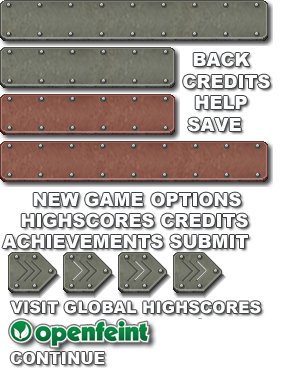 BACK
CREDITS
HELP
SAVE
NEW GAME OPTIONS
HIGHSCORES CREDITS
ACHIEVEMENTS SUBMIT
VISIT GLOBAL HIGHSCORES
openfeint
CONTINUE